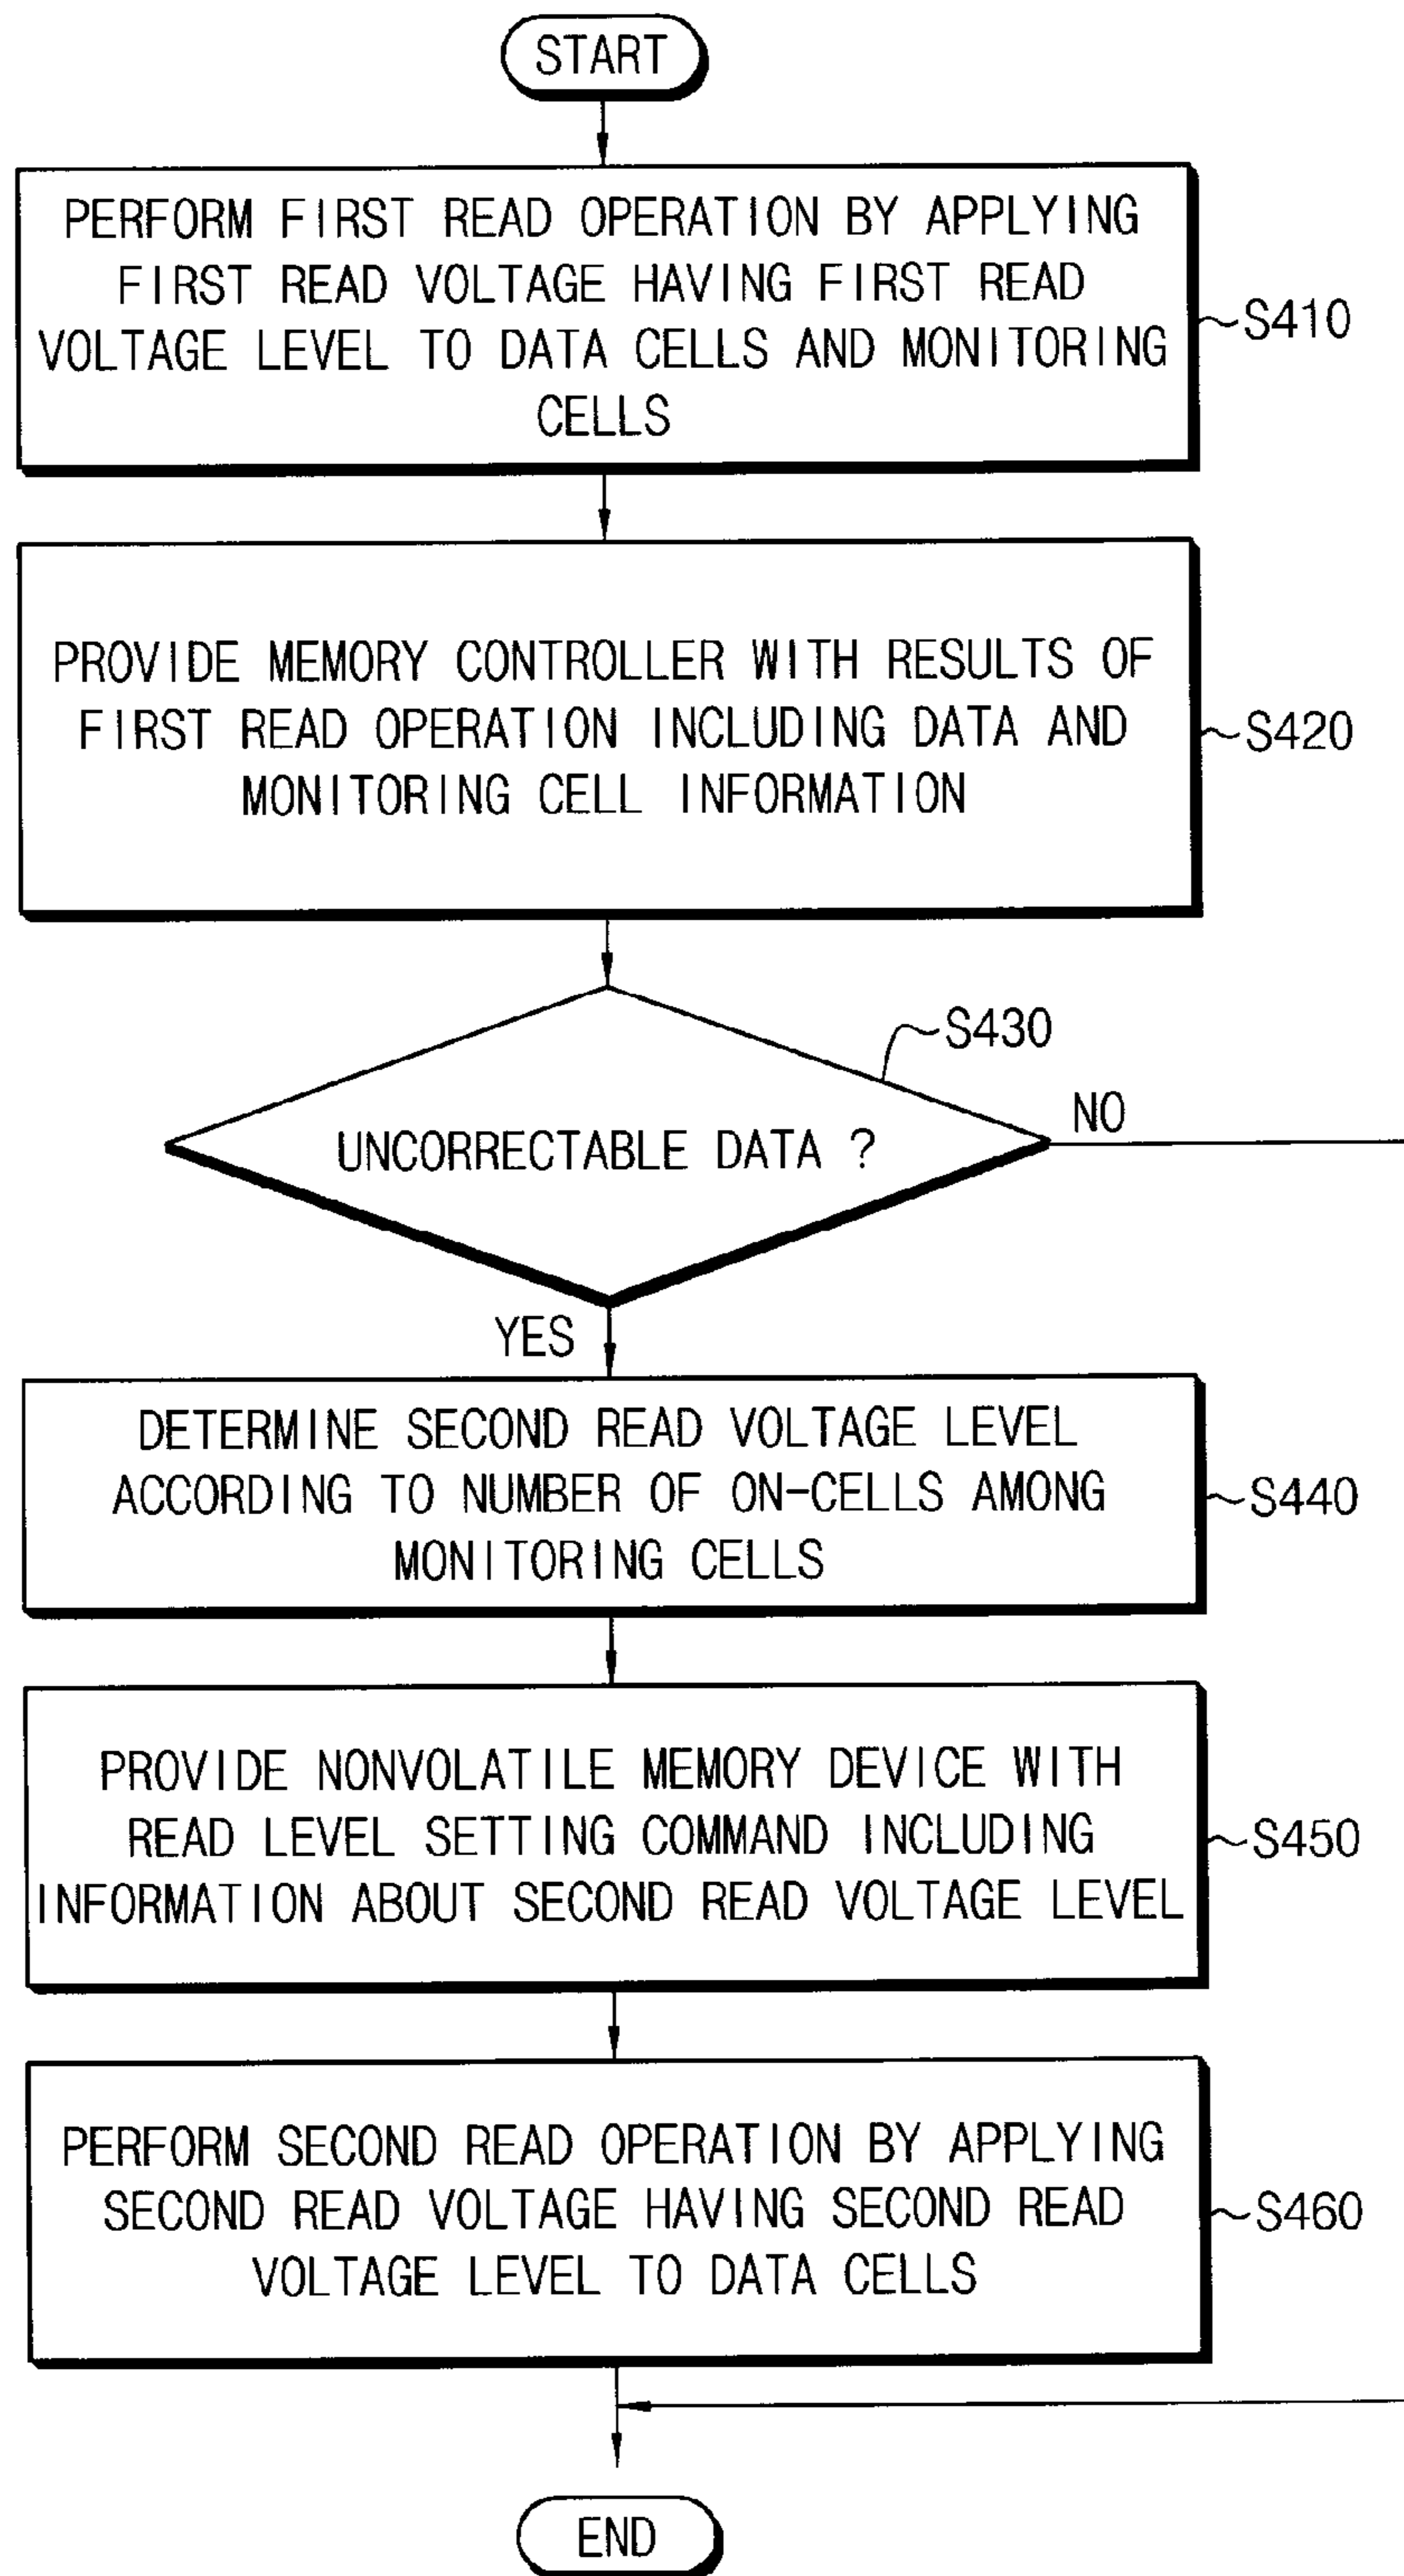 START
PERFORM FIRST READ OPERATION BY APPLYING
FIRST READ VOLTAGE HAVING FIRST READ
VOLTAGE LEVEL TO DATA CELLS AND MONITORING
CELLS
S410
PROVIDE MEMORY CONTROLLER WITH RESULTS OF
FIRST READ OPERATION INCLUDING DATA AND
MONITORING CELL INFORMATION
S420
S430
UNCORRECTABLE DATA ?
NO
YES
DETERMINE SECOND READ VOLTAGE LEVEL
ACCORDING TO NUMBER OF ON-CELLS AMONG
MONITORING CELLS
S440
PROVIDE NONVOLATILE MEMORY DEVICE WITH
READ LEVEL SETTING COMMAND INCLUDING
INFORMATION ABOUT SECOND READ VOLTAGE LEVEL
S450
PERFORM SECOND READ OPERATION BY APPLYING
SECOND READ VOLTAGE HAVING SECOND READ
VOLTAGE LEVEL TO DATA CELLS
S460
END